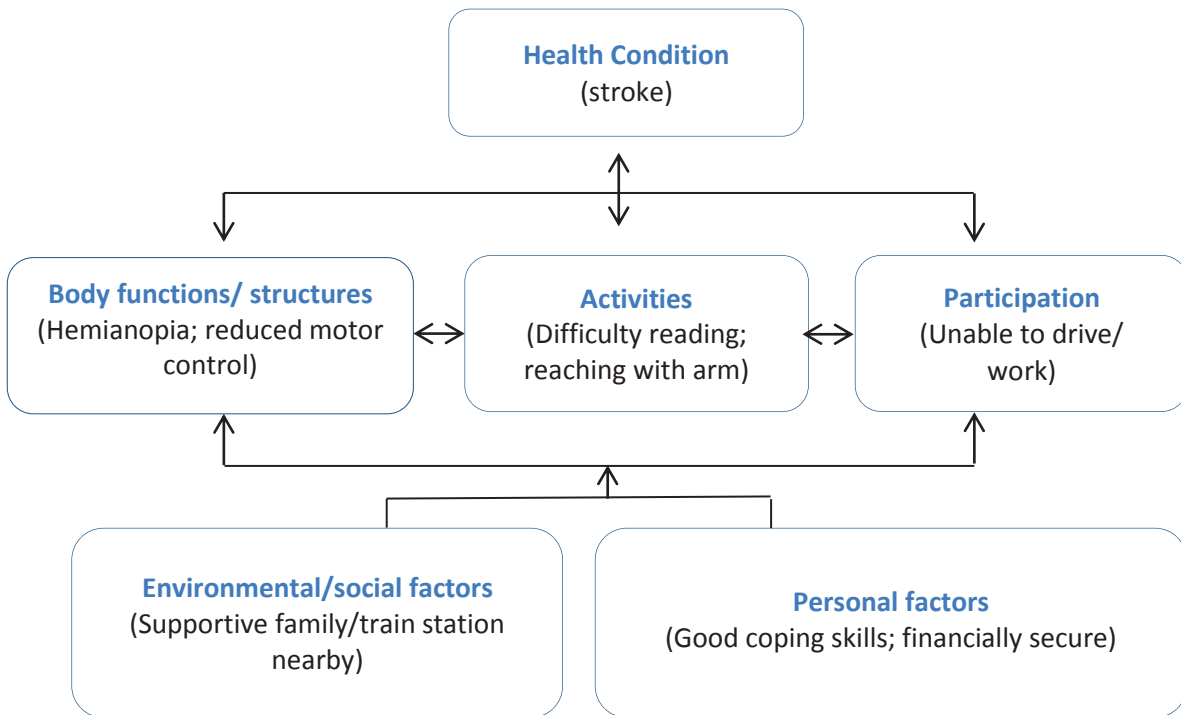 Health Condition
(stroke)
Body functions/ structures
(Hemianopia; reduced motor
control)
Activities
(Difficulty reading;
reaching with arm)
Participation
(Unable to drive/
work)
Environmental/social factors
(Supportive family/train station
nearby)
Personal factors
(Good coping skills; financially secure)